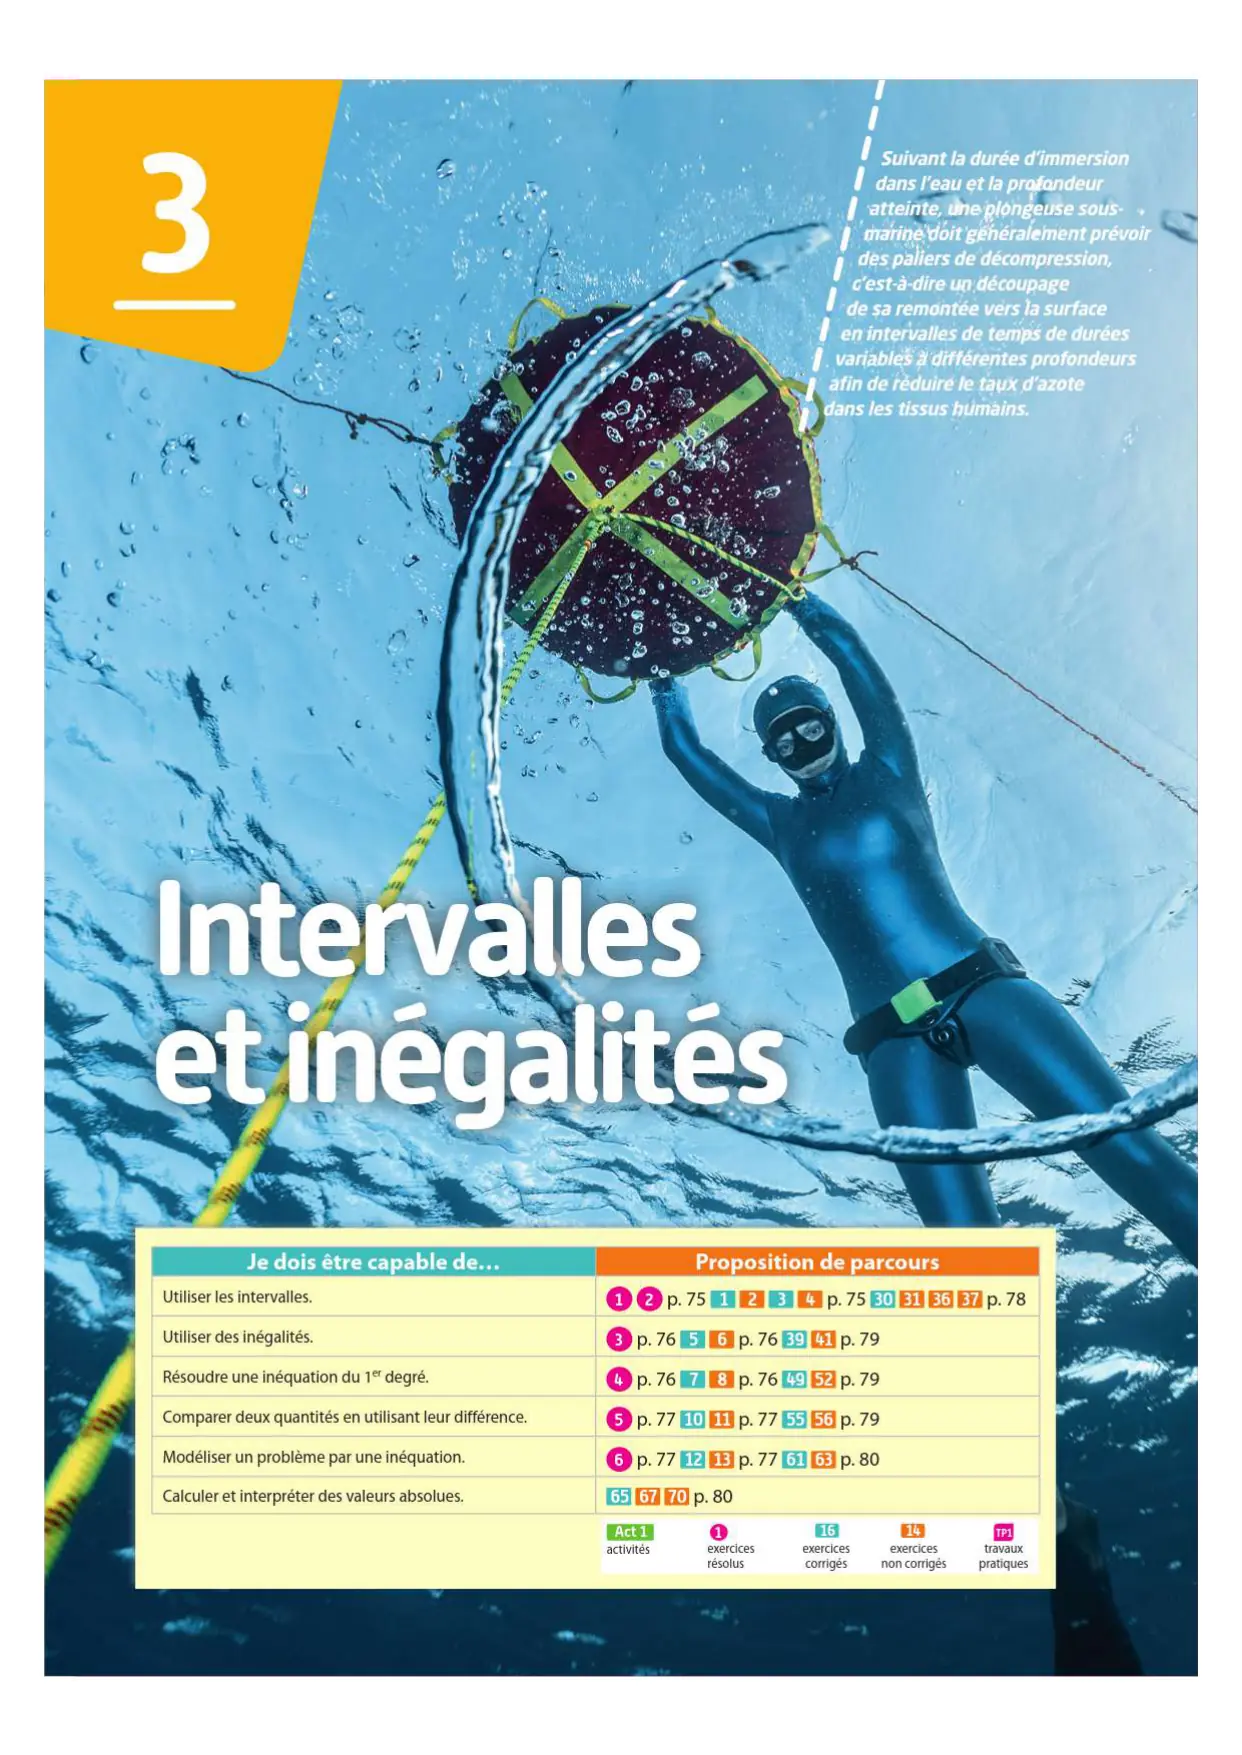 3
Suivant la durée d'immersion
dans l'eau et la profondeur
atteinte, une plongeuse sous-
marine doit généralement prévoir
des paliers de décompression,
c'est-à-dire un découpage
de sa remontée vers la surface
en intervalles de temps de durées
variables à différentes profondeurs
afin de réduire le taux d'azote
dans les tissus humains.
Intervalles
et inégalités
Je dois être capable de... Proposition de parcours
Utiliser les intervalles. 1 2 p. 75 1 2 3 4 p. 75 30 31 36 37 p. 78
Utiliser des inégalités. 3 p. 76 5 6 p. 76 39 41 p. 79
Résoudre une inéquation du 1er degré. 4 p. 76 7 8 p. 76 49 52 p. 79
Comparer deux quantités en utilisant leur différence. 5 p. 77 10 11 p. 77 55 56 p. 79
Modéliser un problème par une inéquation. 6 p. 77 12 13 p. 77 61 63 p. 80
Calculer et interpréter des valeurs absolues. 65 67 70 p. 80
Act 1 1 16 14 TP1
activités exercices exercices exercices travaux
résolus corrigés non corrigés pratiques